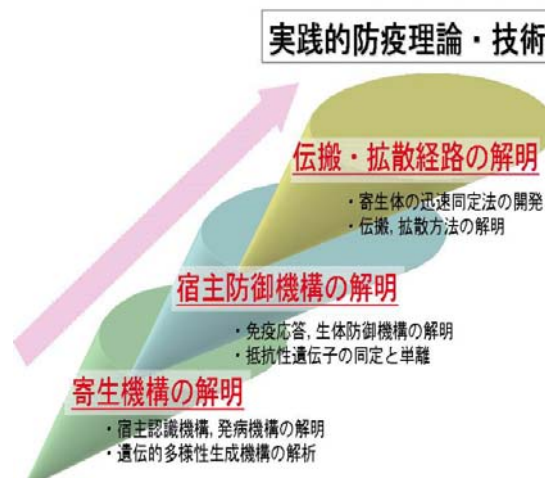 実践的防疫理論・技術
伝搬・拡散経路の解明
・寄生体の迅速同定法の開発
・伝搬, 拡散方法の解明
宿主防御機構の解明
・免疫応答, 生体防御機構の解明
・抵抗性遺伝子の同定と単離
寄生機構の解明
・宿主認識機構, 発病機構の解明
・遺伝的多様性生成機構の解析